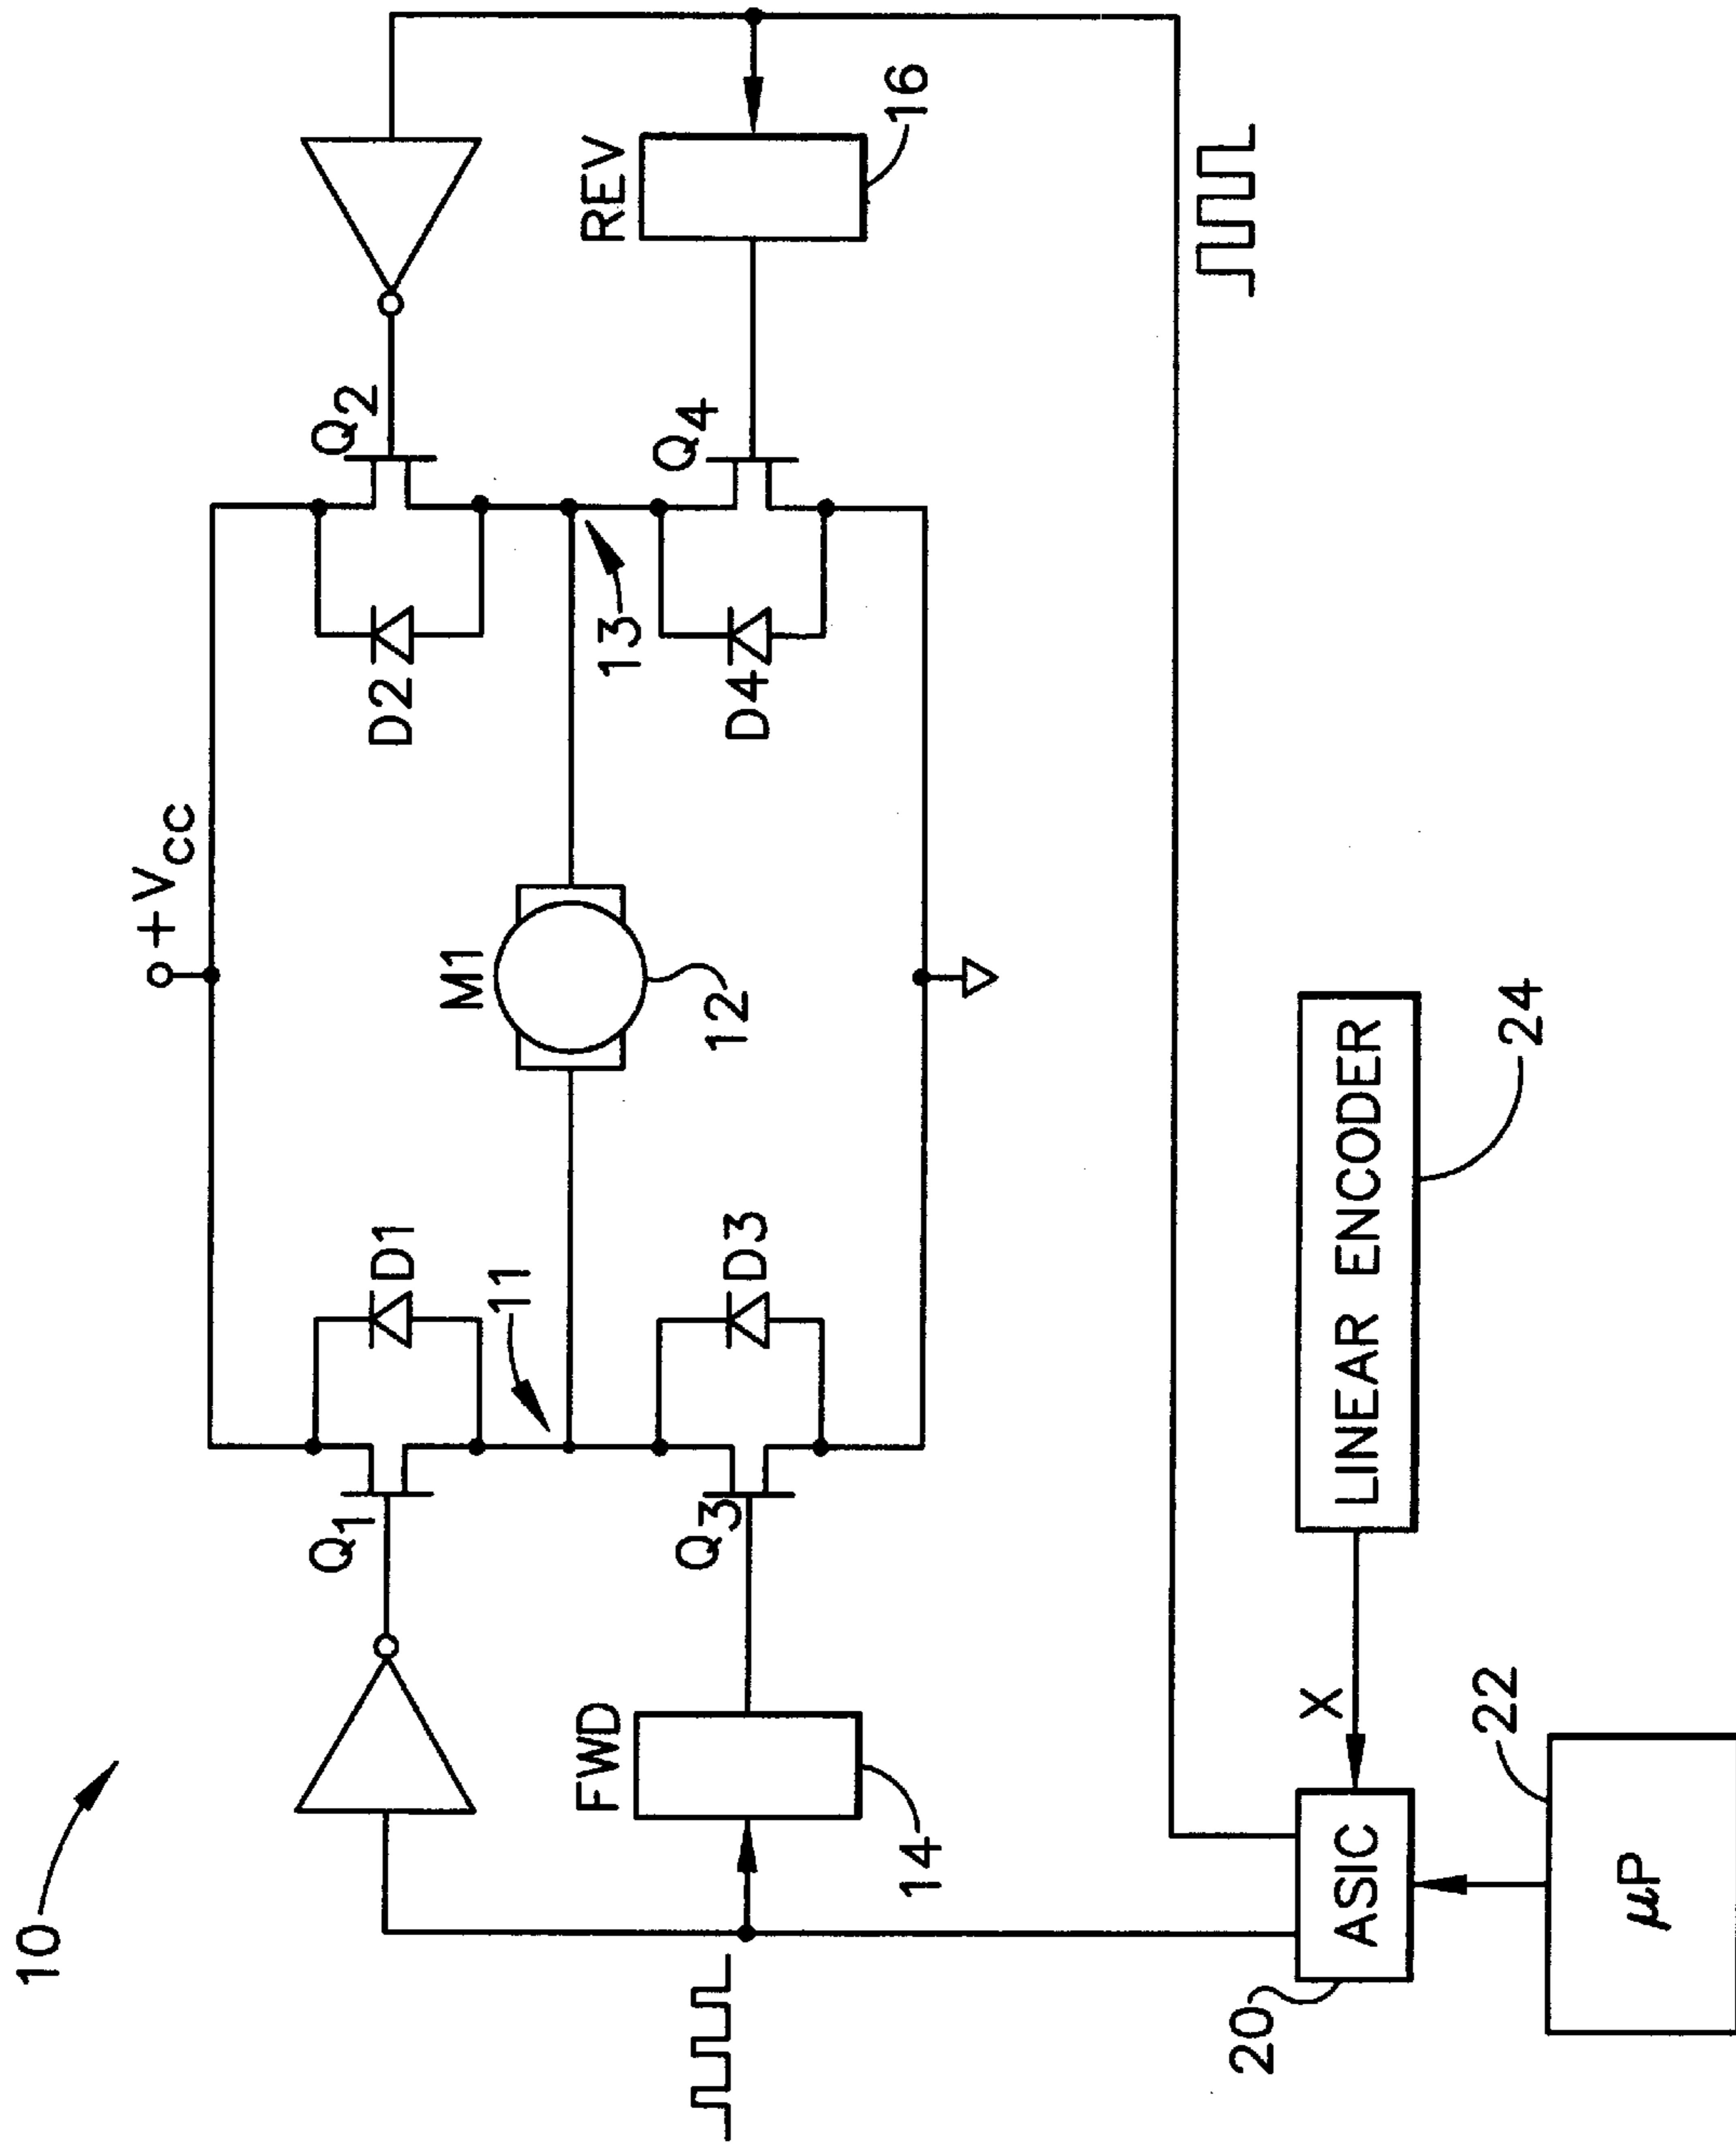 10
+VCC
Q1
D1
D2
Q2
11
M1
12
13
FWD
14
Q3
D3
D4
Q4
REV
16
20
ASIC
X
LINEAR ENCODER
24
22
μP